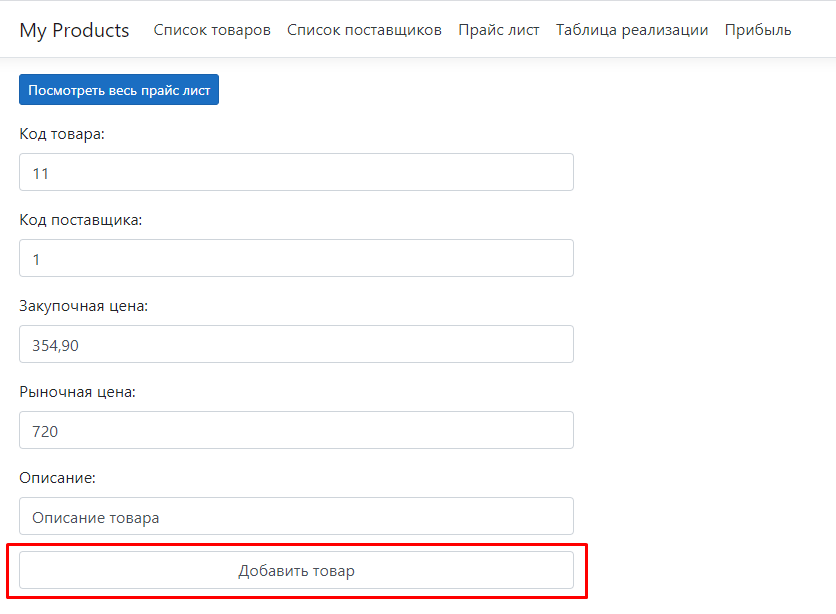 My Products Список товаров Список поставщиков Прайс лист Таблица реализации Прибыль
Посмотреть весь прайс лист
Код товара:
11
Код поставщика:
1
Закупочная цена:
354,90
Рыночная цена:
720
Описание:
Описание товара
Добавить товар